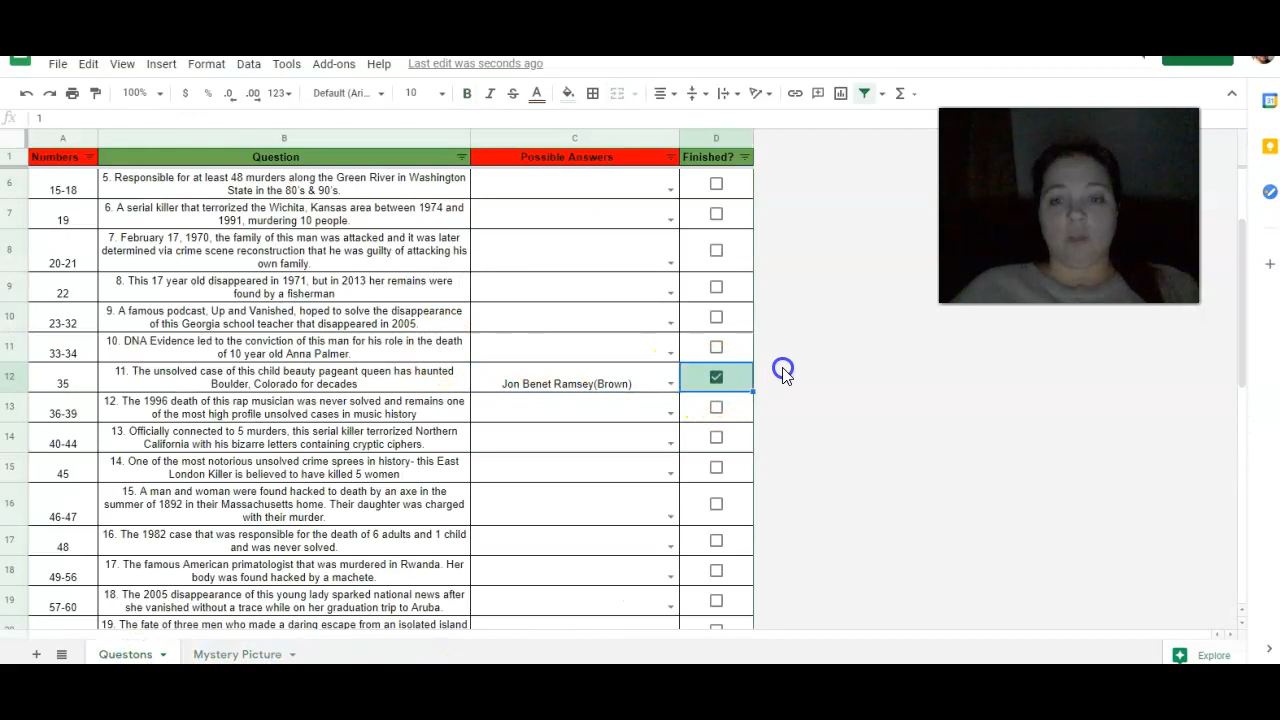 File Edit View Insert Format Data Tools Add-ons Help Last edit was seconds ago
100% $ % .0 .00 123 Default (Ari... 10 B I S A
fx 1
A B C D
1 Numbers Question Possible Answers Finished?
6 15-18 5. Responsible for at least 48 murders along the Green River in Washington
State in the 80's & 90's.
7 19 6. A serial killer that terrorized the Wichita, Kansas area between 1974 and
1991, murdering 10 people.
8 20-21 7. February 17, 1970, the family of this man was attacked and it was later
determined via crime scene reconstruction that he was guilty of attacking his
own family.
9 22 8. This 17 year old disappeared in 1971, but in 2013 her remains were
found by a fisherman
10 23-32 9. A famous podcast, Up and Vanished, hoped to solve the disappearance
of this Georgia school teacher that disappeared in 2005.
11 33-34 10. DNA Evidence led to the conviction of this man for his role in the death
of 10 year old Anna Palmer.
12 35 11. The unsolved case of this child beauty pageant queen has haunted
Boulder, Colorado for decades Jon Benet Ramsey(Brown)
13 36-39 12. The 1996 death of this rap musician was never solved and remains one
of the most high profile unsolved cases in music history
14 40-44 13. Officially connected to 5 murders, this serial killer terrorized Northern
California with his bizarre letters containing cryptic ciphers.
15 45 14. One of the most notorious unsolved crime sprees in history- this East
London Killer is believed to have killed 5 women
16 46-47 15. A man and woman were found hacked to death by an axe in the
summer of 1892 in their Massachusetts home. Their daughter was charged
with their murder.
17 48 16. The 1982 case that was responsible for the death of 6 adults and 1 child
and was never solved.
18 49-56 17. The famous American primatologist that was murdered in Rwanda. Her
body was found hacked by a machete.
19 57-60 18. The 2005 disappearance of this young lady sparked national news after
she vanished without a trace while on her graduation trip to Aruba.
19. The fate of three men who made a daring escape from an isolated island
Questons Mystery Picture Explore